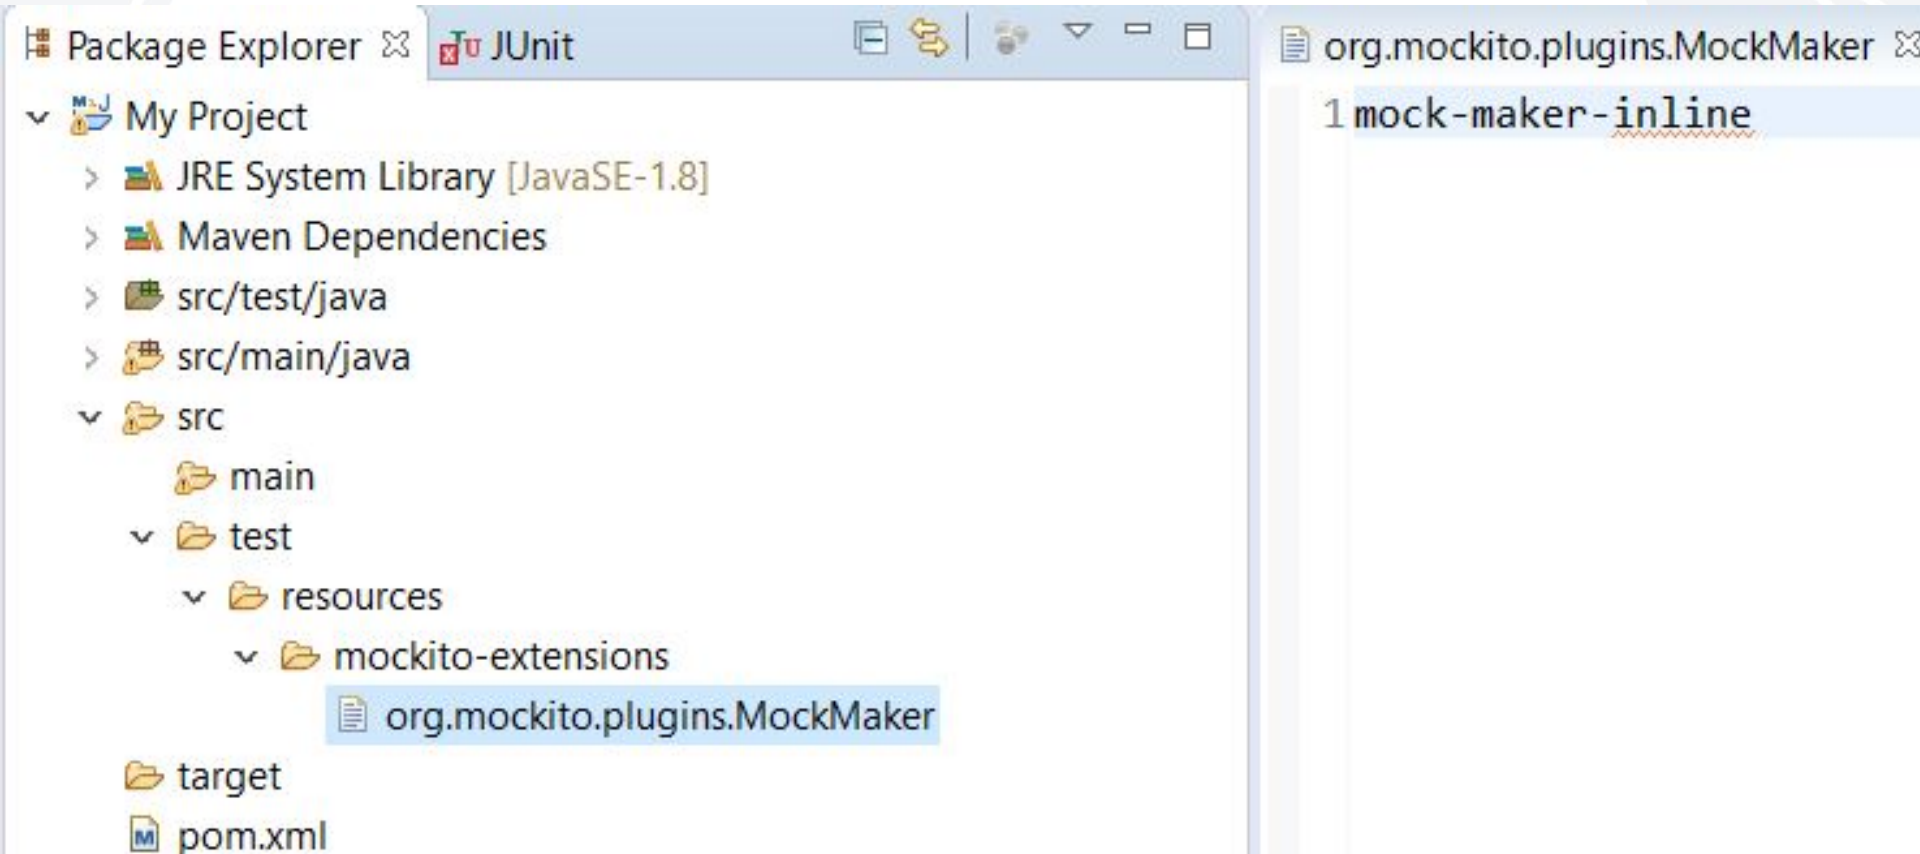 Package Explorer
JUnit
My Project
JRE System Library [JavaSE-1.8]
Maven Dependencies
src/test/java
src/main/java
src
main
test
resources
mockito-extensions
org.mockito.plugins.MockMaker
target
pom.xml
org.mockito.plugins.MockMaker
1 mock-maker-inline